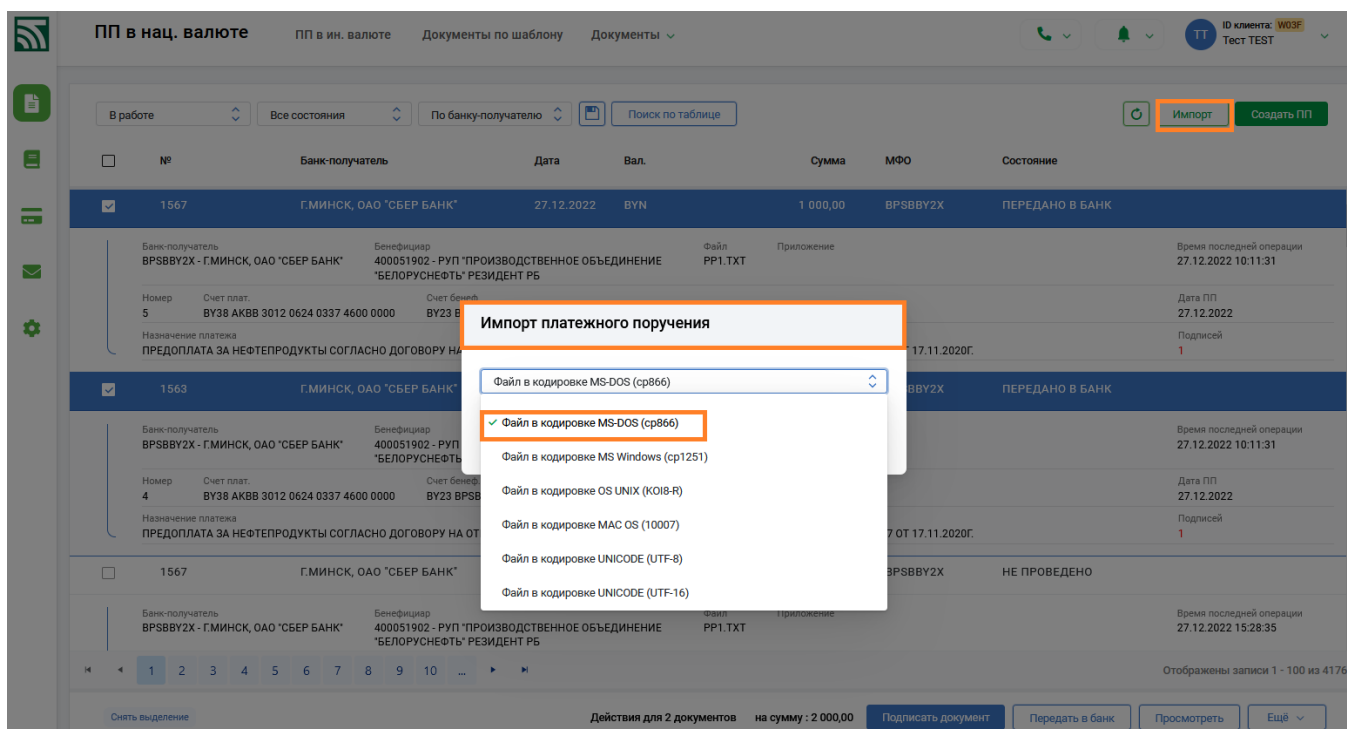 ПП в нац. валюте ПП в ин. валюте Документы по шаблону Документы ID клиента: W03F
ТТ Тест TEST
В работе Все состояния По банку-получателю Поиск по таблице Импорт Создать ПП
№ Банк-получатель Дата Вал. Сумма МФО Состояние
1567 Г.МИНСК, ОАО "СБЕР БАНК" 27.12.2022 BYN 1 000,00 BPSBBY2X ПЕРЕДАНО В БАНК
Банк-получатель Бенефициар Файл Приложение Время последней операции
BPSBBY2X - Г.МИНСК, ОАО "СБЕР БАНК" 400051902 - РУП "ПРОИЗВОДСТВЕННОЕ ОБЪЕДИНЕНИЕ PP1.TXT 27.12.2022 10:11:31
"БЕЛОРУСНЕФТЬ" РЕЗИДЕНТ РБ
Номер Счет плат. Счет бенеф. Дата ПП
5 BY38 AKBB 3012 0624 0337 4600 0000 BY23 B 27.12.2022
Импорт платежного поручения
Назначение платежа Подписей
ПРЕДОПЛАТА ЗА НЕФТЕПРОДУКТЫ СОГЛАСНО ДОГОВОРУ НА 17.11.2020Г. 1
Файл в кодировке MS-DOS (cp866)
1563 Г.МИНСК, ОАО "СБЕР БАНК" BBY2X ПЕРЕДАНО В БАНК
Файл в кодировке MS-DOS (cp866)
Банк-получатель Бенефициар Время последней операции
BPSBBY2X - Г.МИНСК, ОАО "СБЕР БАНК" 400051902 - РУП 27.12.2022 10:11:31
"БЕЛОРУСНЕФТЬ
Файл в кодировке MS Windows (cp1251)
Номер Счет плат. Счет бенеф. Дата ПП
4 BY38 AKBB 3012 0624 0337 4600 0000 BY23 BPSB 27.12.2022
Файл в кодировке OS UNIX (KOI8-R)
Назначение платежа Подписей
ПРЕДОПЛАТА ЗА НЕФТЕПРОДУКТЫ СОГЛАСНО ДОГОВОРУ НА ОТ 7 ОТ 17.11.2020Г. 1
Файл в кодировке MAC OS (10007)
Файл в кодировке UNICODE (UTF-8)
1567 Г.МИНСК, ОАО "СБЕР БАНК" BPSBBY2X НЕ ПРОВЕДЕНО
Файл в кодировке UNICODE (UTF-16)
Банк-получатель Бенефициар Файл Приложение Время последней операции
BPSBBY2X - Г.МИНСК, ОАО "СБЕР БАНК" 400051902 - РУП "ПРОИЗВОДСТВЕННОЕ ОБЪЕДИНЕНИЕ PP1.TXT 27.12.2022 15:28:35
"БЕЛОРУСНЕФТЬ" РЕЗИДЕНТ РБ
1 2 3 4 5 6 7 8 9 10 ... Отображены записи 1 - 100 из 4176
Снять выделение Действия для 2 документов на сумму : 2 000,00 Подписать документ Передать в банк Просмотреть Ещё